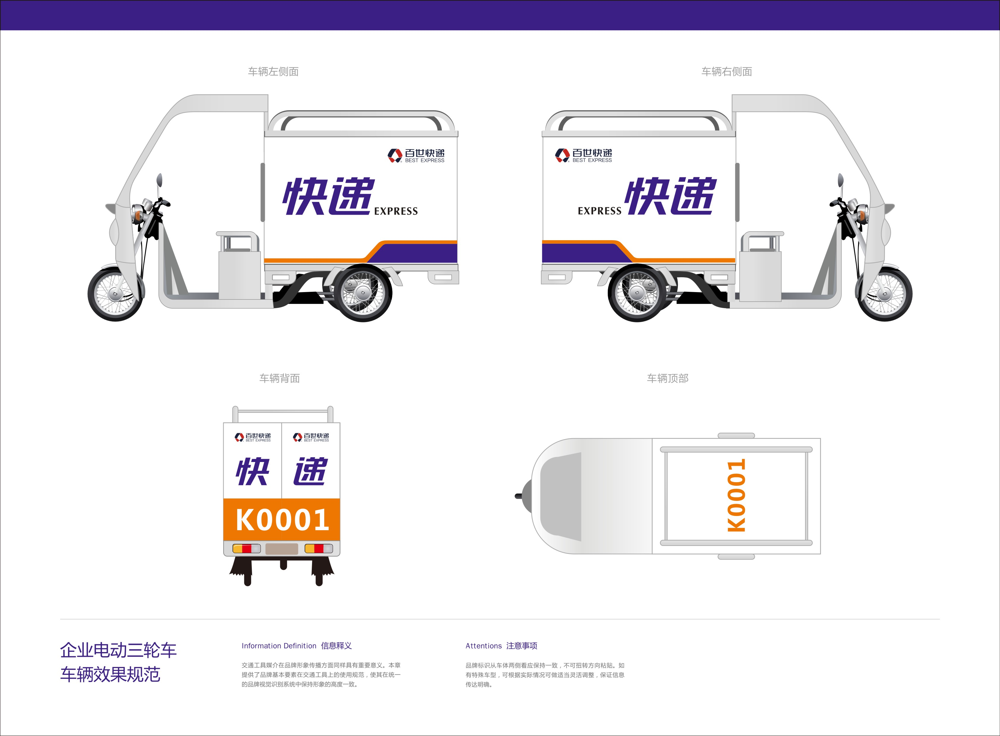 车辆左侧面
车辆右侧面
百世快递
BEST EXPRESS
快递 EXPRESS
百世快递
BEST EXPRESS
EXPRESS 快递
车辆背面
车辆顶部
百世快递
BEST EXPRESS
百世快递
BEST EXPRESS
快 递
K0001
K0001
企业电动三轮车
车辆效果规范
Information Definition 信息释义
交通工具媒介在品牌形象传播方面同样具有重要意义。本章
提供了品牌基本要素在交通工具上的使用规范，使其在统一
的品牌视觉识别系统中保持形象的高度一致。
Attentions 注意事项
品牌标识从车体两侧看应保持一致，不可扭转方向粘贴。如
有特殊车型，可根据实际情况可做适当灵活调整，保证信息
传达明确。